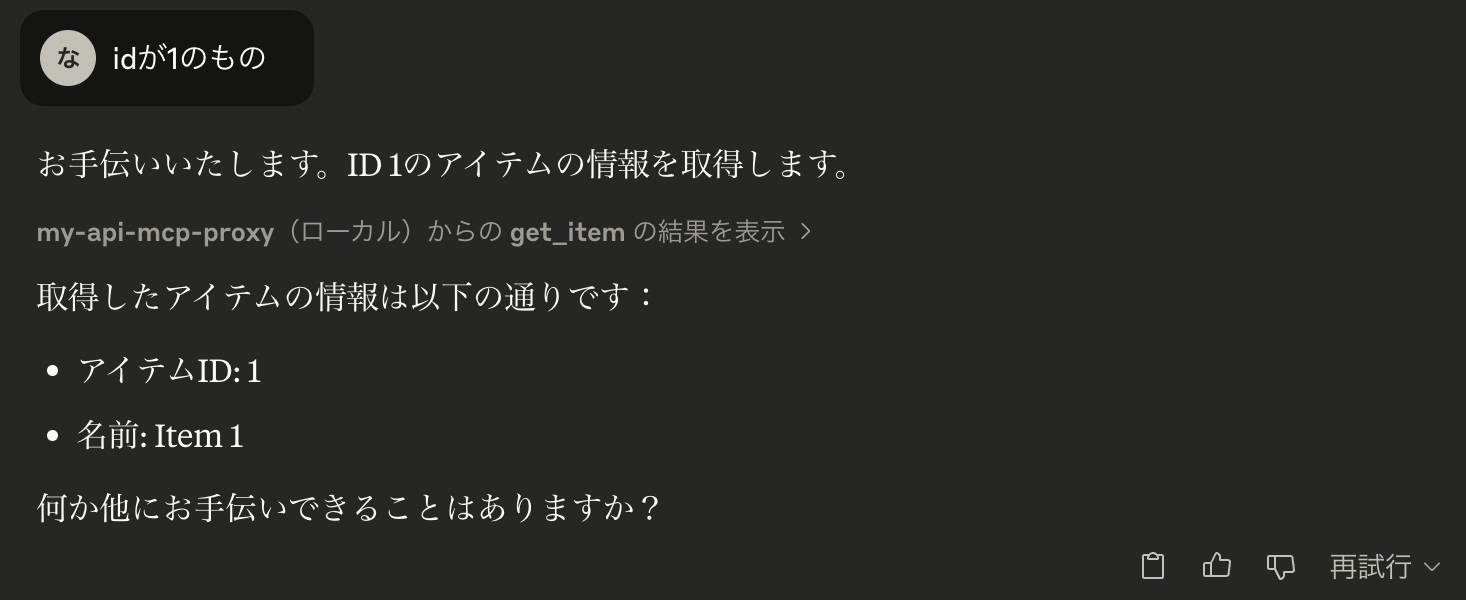 な idが1のもの
お手伝いいたします。ID 1のアイテムの情報を取得します。
my-api-mcp-proxy（ローカル）からの get_item の結果を表示
取得したアイテムの情報は以下の通りです：
• アイテムID: 1
• 名前: Item 1
何か他にお手伝いできることはありますか？
再試行